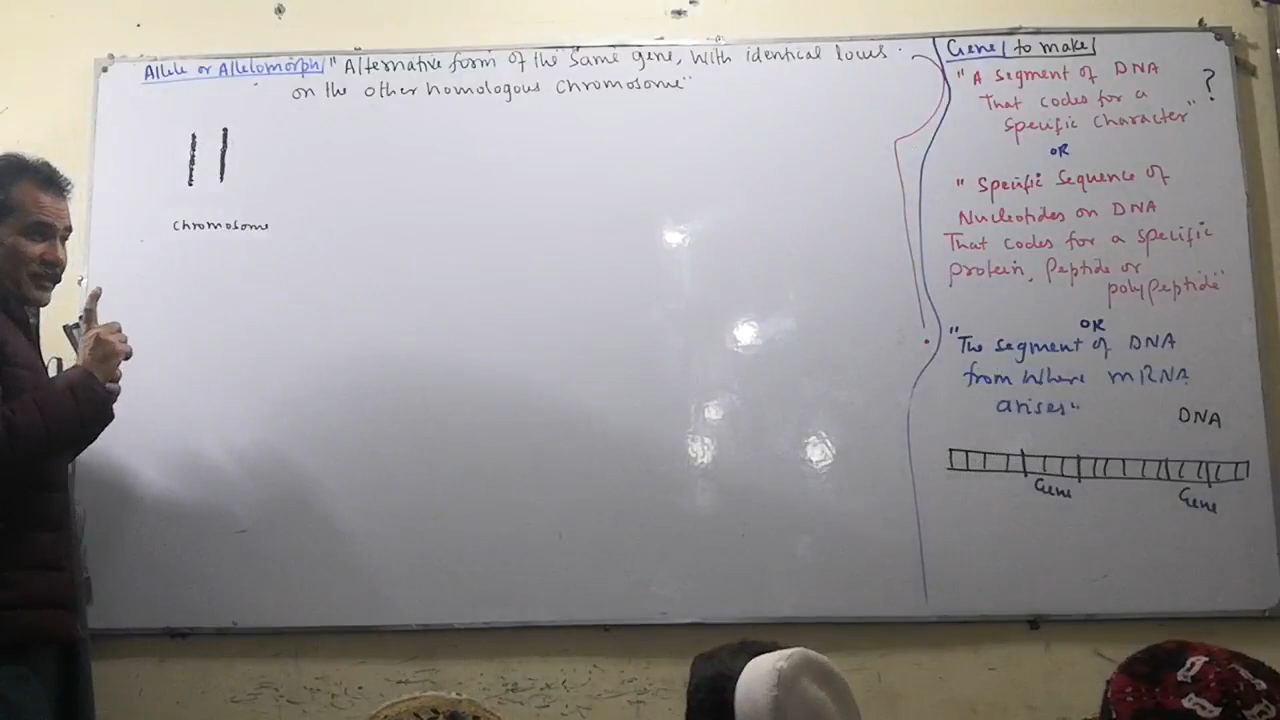 Allele or Allelomorph/ "Alternative form of the same gene, with identical locus
on the other homologous chromosome"
chromosome
Gene/ to make/
"A segment of DNA
That codes for a
specific character"
?
OR
"Specific sequence of
Nucleotides on DNA
That codes for a specific
protein, peptide or
polypeptide"
OR
"The segment of DNA
from where mRNA
arises"
DNA
Gene
Gene